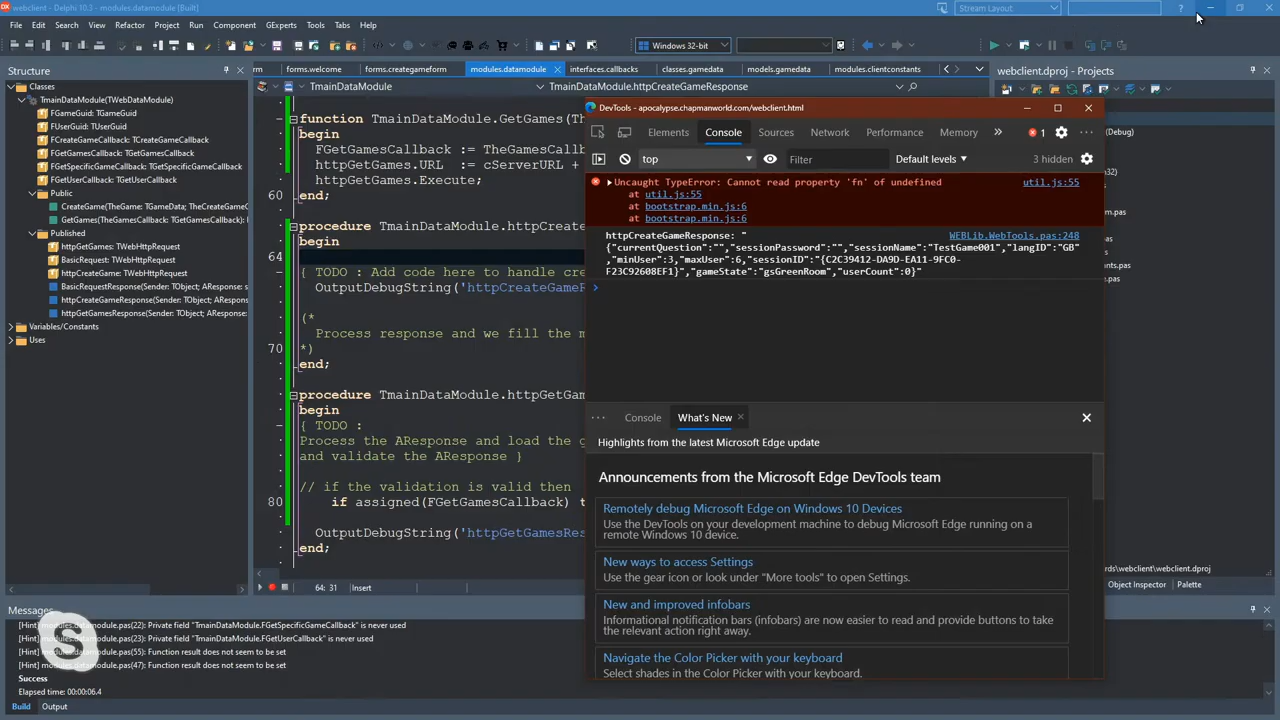 webclient - Delphi 10.3 - modules.datamodule [Built]
Stream Layout
File Edit Search View Refactor Project Run Component GExperts Tools Tabs Help
Windows 32-bit
Structure
forms.welcome forms.creategameform modules.datamodule interfaces.callbacks classes.gamedata models.gamedata modules.clientconstants
webclient.dproj - Projects
TmainDataModule
TmainDataModule.httpCreateGameResponse
Classes
TmainDataModule(TWebDataModule)
FGameGuid: TGameGuid
FUserGuid: TUserGuid
FCreateGameCallback: TCreateGameCallback
FGetGamesCallback: TGetGamesCallback
FGetSpecificGameCallback: TGetSpecificGameCallback
FGetUserCallback: TGetUserCallback
Public
CreateGame(TheGame: TGameData; TheCreateGameC
GetGames(TheGamesCallback: TGetGamesCallback):
Published
httpGetGames: TWebHttpRequest
BasicRequest: TWebHttpRequest
httpCreateGame: TWebHttpRequest
BasicRequestResponse(Sender: TObject; AResponse:
httpCreateGameResponse(Sender: TObject; ARespons
httpGetGamesResponse(Sender: TObject; AResponse:
Variables/Constants
Uses
function TmainDataModule.GetGames(Th
begin
FGetGamesCallback := TheGamesCallb
httpGetGames.URL := cServerURL +
httpGetGames.Execute;
60 end;
procedure TmainDataModule.httpCreate
begin
64
{ TODO : Add code here to handle cre
OutputDebugString('httpCreateGameR
(*
Process response and we fill the m
70 *)
end;
procedure TmainDataModule.httpGetGam
begin
{ TODO :
Process the AResponse and load the g
and validate the AResponse }
// if the validation is valid then
80 if assigned(FGetGamesCallback) t
OutputDebugString('httpGetGamesRes
end;
64: 31 Insert
DevTools - apocalypse.chapmanworld.com/webclient.html
Elements Console Sources Network Performance Memory » 1
top Filter Default levels 3 hidden
Uncaught TypeError: Cannot read property 'fn' of undefined util.js:55
at util.js:55
at bootstrap.min.js:6
at bootstrap.min.js:6
httpCreateGameResponse: " WEBLib.WebTools.pas:248
{"currentQuestion":"","sessionPassword":"","sessionName":"TestGame001","langID":"GB
","minUser":3,"maxUser":6,"sessionID":"{C2C39412-DA9D-EA11-9FC0-
F23C92608EF1}","gameState":"gsGreenRoom","userCount":0}"
Console What's New
Highlights from the latest Microsoft Edge update
Announcements from the Microsoft Edge DevTools team
Remotely debug Microsoft Edge on Windows 10 Devices
Use the DevTools on your development machine to debug Microsoft Edge running on a
remote Windows 10 device.
New ways to access Settings
Use the gear icon or look under "More tools" to open Settings.
New and improved infobars
Informational notification bars (infobars) are now easier to read and provide buttons to take
the relevant action right away.
Navigate the Color Picker with your keyboard
Select shades in the Color Picker with your keyboard.
(Debug)
Object Inspector Palette
Messages
[Hint] modules.datamodule.pas(22): Private field "TmainDataModule.FGetSpecificGameCallback" is never used
[Hint] modules.datamodule.pas(23): Private field "TmainDataModule.FGetUserCallback" is never used
[Hint] modules.datamodule.pas(55): Function result does not seem to be set
[Hint] modules.datamodule.pas(47): Function result does not seem to be set
Success
Elapsed time: 00:00:06.4
Build Output